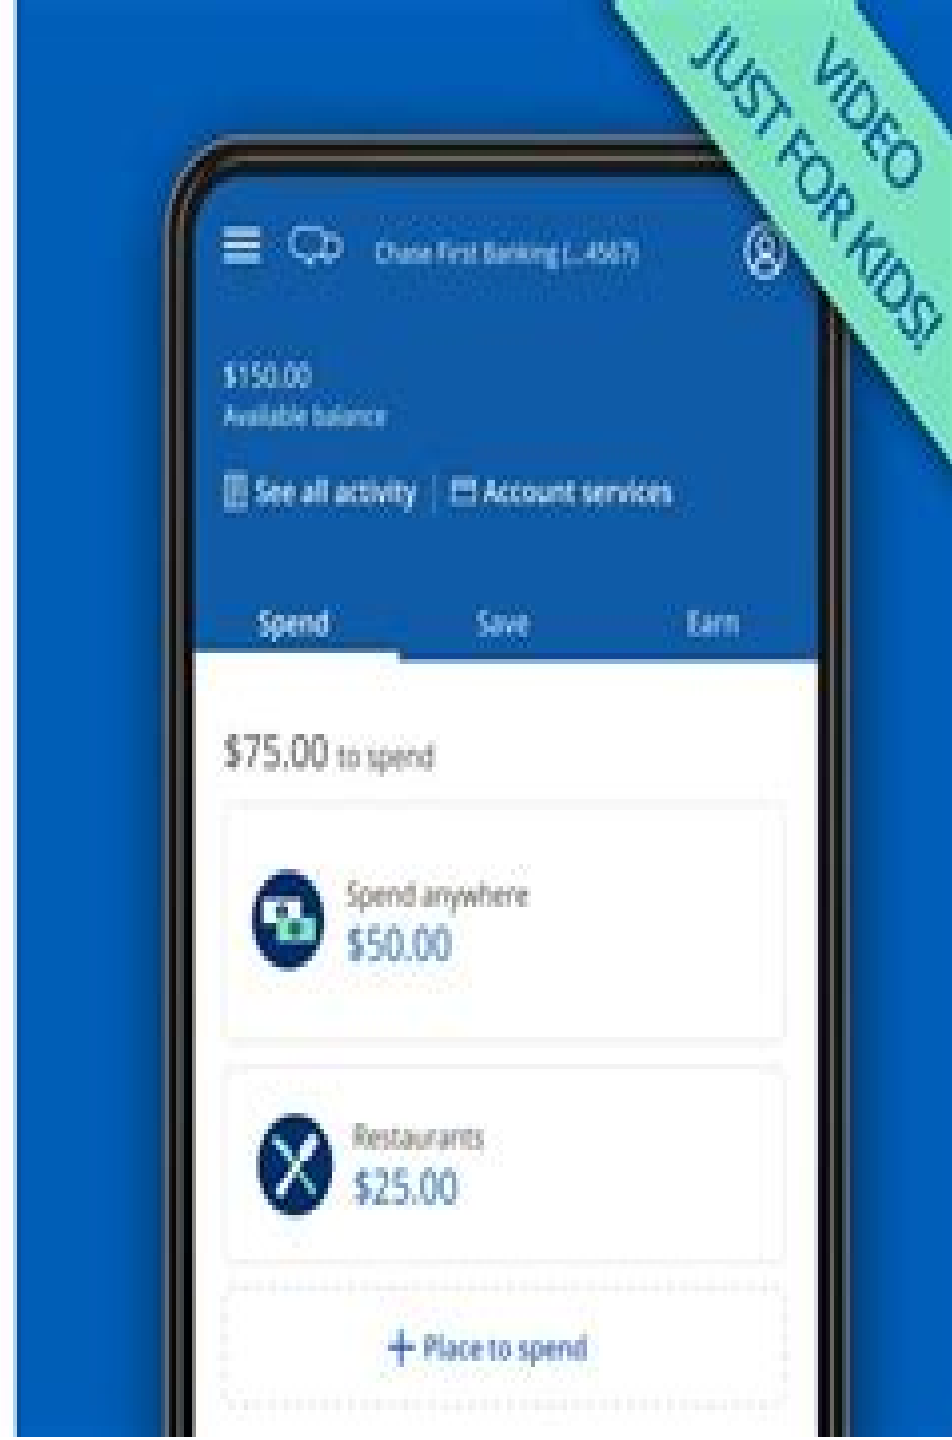 VIDEO
JUST FOR KIDS!
Chase First Banking (...4567)
$150.00
Available balance
See all activity | Account services
Spend Save Earn
$75.00 to spend
Spend anywhere
$50.00
Restaurants
$25.00
+ Place to spend